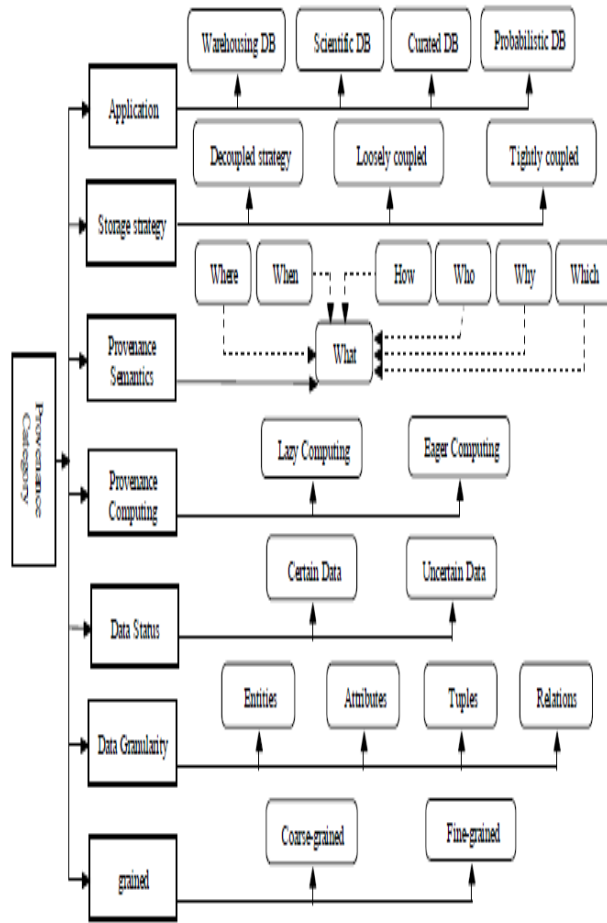 Warehousing DB
Scientific DB
Curated DB
Probabilistic DB
Application
Decoupled strategy
Loosely coupled
Tightly coupled
Storage strategy
Where
When
How
Who
Why
Which
Provenance
Semantics
What
Provenance
Category
Lazy Computing
Eager Computing
Provenance
Computing
Certain Data
Uncertain Data
Data Status
Entities
Attributes
Tuples
Relations
Data Granularity
Coarse-grained
Fine-grained
grained